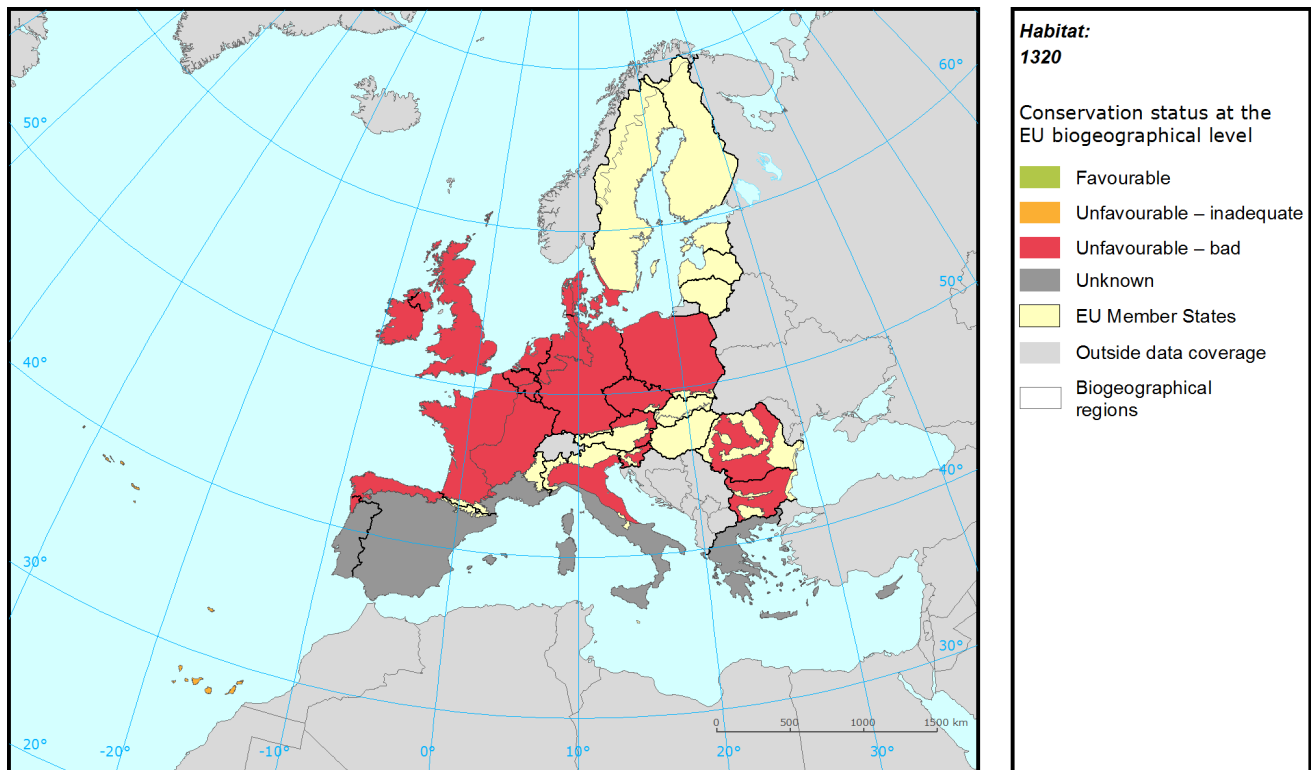 Habitat:
1320
Conservation status at the
EU biogeographical level
Favourable
Unfavourable – inadequate
Unfavourable – bad
Unknown
EU Member States
Outside data coverage
Biogeographical
regions
60°
50°
50°
40°
40°
30°
30°
0 500 1000 1500 km
20° -10° 0° 10° 20° 30°